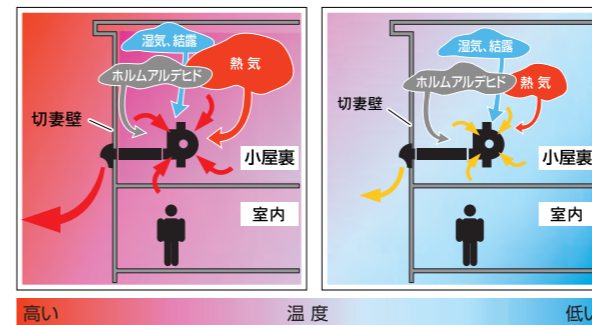 湿気、結露
熱気
ホルムアルデヒド
切妻壁
小屋裏
室内
湿気、結露
ホルムアルデヒド
熱気
切妻壁
小屋裏
室内
高い
温度
低い